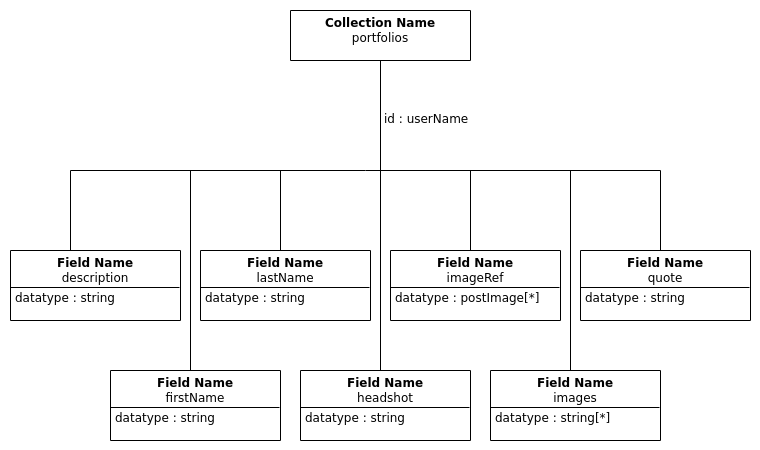 Collection Name
portfolios
id : userName
Field Name
description
datatype : string
Field Name
lastName
datatype : string
Field Name
imageRef
datatype : postImage[*]
Field Name
quote
datatype : string
Field Name
firstName
datatype : string
Field Name
headshot
datatype : string
Field Name
images
datatype : string[*]